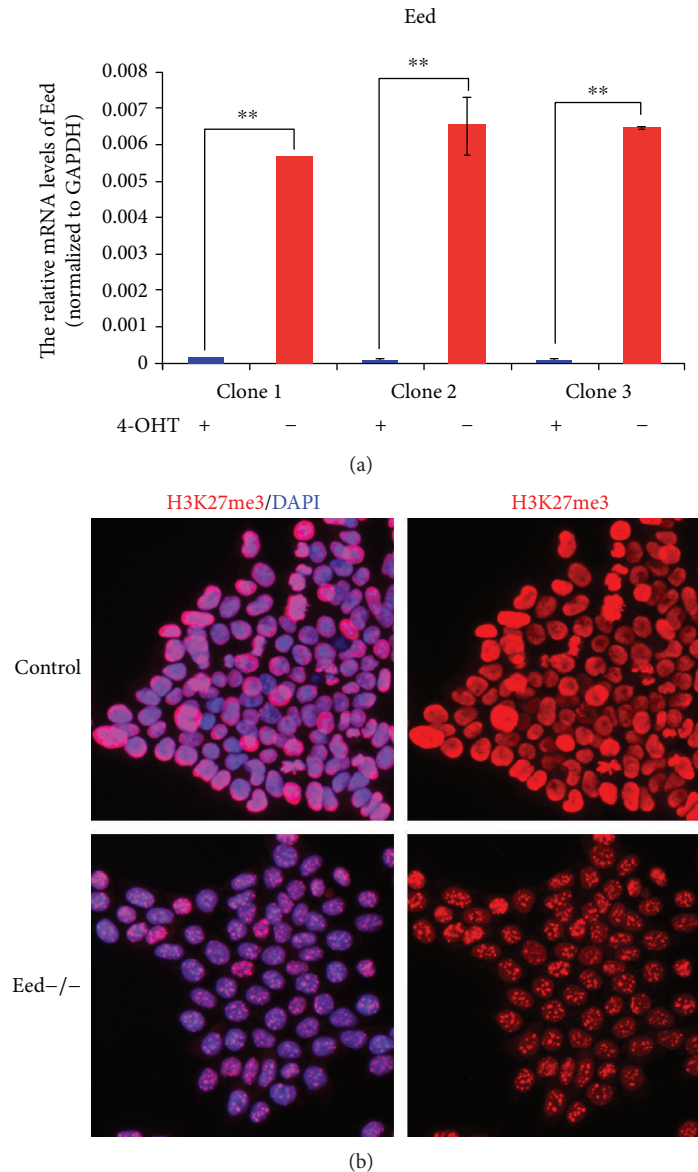 Eed
The relative mRNA levels of Eed
(normalized to GAPDH)
0.008
0.007
0.006
0.005
0.004
0.003
0.002
0.001
0
**
**
**
Clone 1 Clone 2 Clone 3
4-OHT + − + − + −
(a)
H3K27me3/DAPI H3K27me3
Control
Eed−/−
(b)